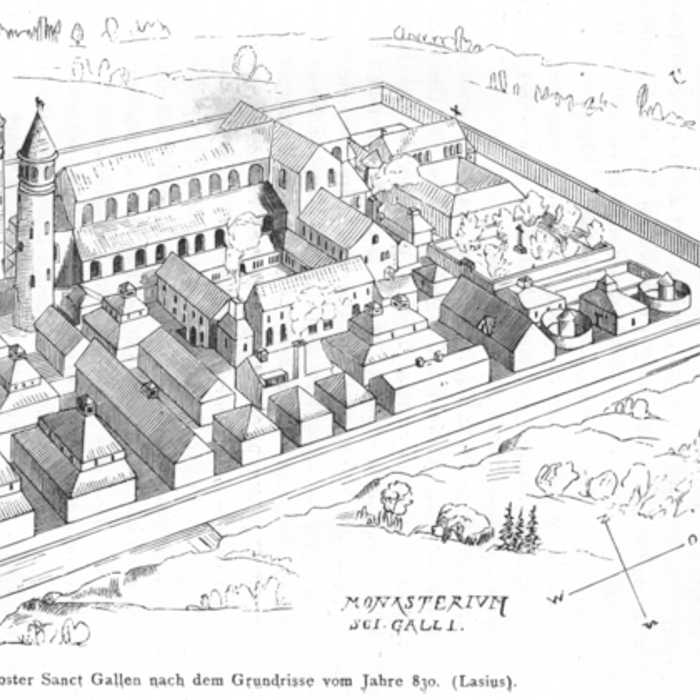 W O
MONASTERIVM
SCI. GALLI.
oster Sanct Gallen nach dem Grundrisse vom Jahre 830. (Lasius).